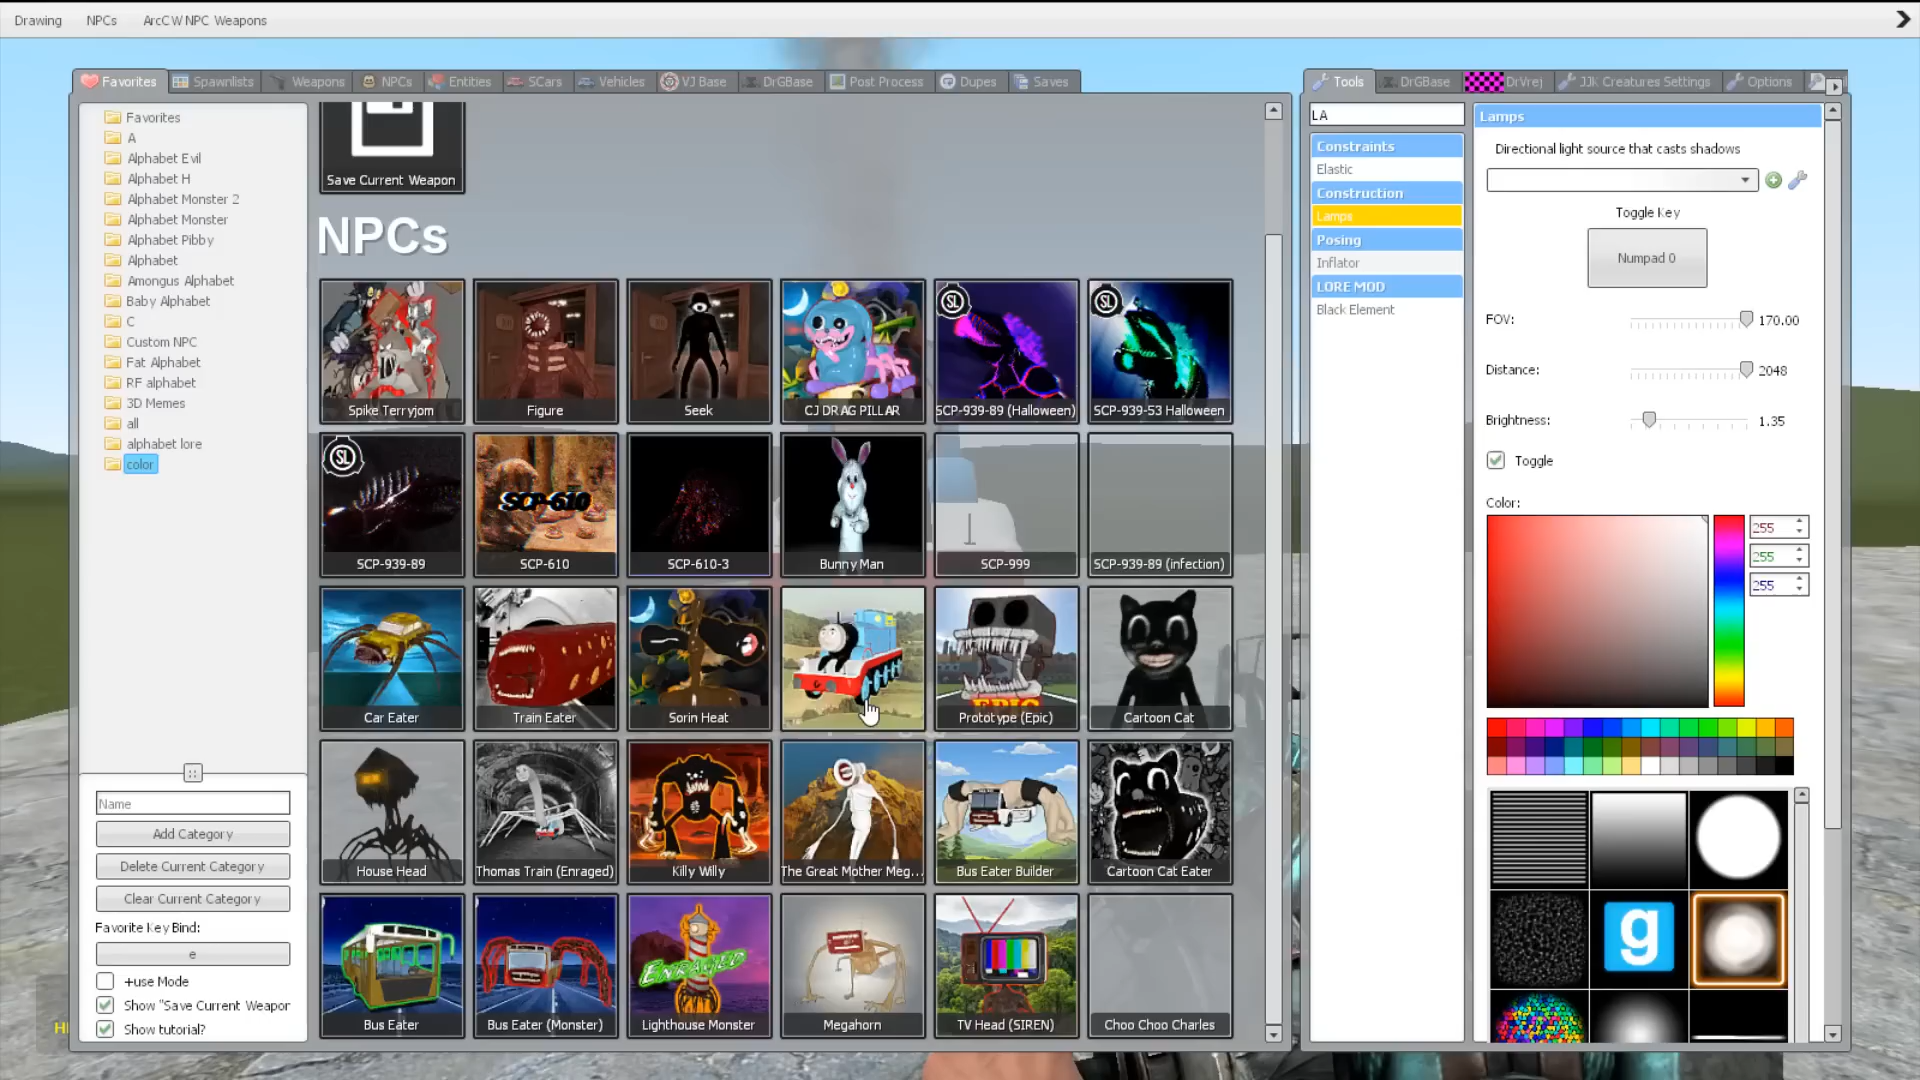 Drawing NPCs ArcCW NPC Weapons
Favorites Spawnlists Weapons NPCs Entities SCars Vehicles VJ Base DrGBase Post Process Dupes Saves
Favorites
A
Alphabet Evil
Alphabet H
Alphabet Monster 2
Alphabet Monster
Alphabet Pibby
Alphabet
Amongus Alphabet
Baby Alphabet
C
Custom NPC
Fat Alphabet
RF alphabet
3D Memes
all
alphabet lore
color
Name
Add Category
Delete Current Category
Clear Current Category
Favorite Key Bind:
e
+use Mode
Show "Save Current Weapor
Show tutorial?
Save Current Weapon
NPCs
Spike Terryjom Figure Seek CJ DRAG PILLAR SCP-939-89 (Halloween) SCP-939-53 Halloween
SL SL
SL
SCP-610
SCP-939-89 SCP-610 SCP-610-3 Bunny Man SCP-999 SCP-939-89 (infection)
EPIC
Car Eater Train Eater Sorin Heat Prototype (Epic) Cartoon Cat
House Head Thomas Train (Enraged) Killy Willy The Great Mother Meg... Bus Eater Builder Cartoon Cat Eater
ENRAGED
Bus Eater Bus Eater (Monster) Lighthouse Monster Megahorn TV Head (SIREN) Choo Choo Charles
Tools DrGBase DrVrej JJK Creatures Settings Options
LA
Constraints
Elastic
Construction
Lamps
Posing
Inflator
LORE MOD
Black Element
Lamps
Directional light source that casts shadows
Toggle Key
Numpad 0
FOV: 170.00
Distance: 2048
Brightness: 1.35
Toggle
Color:
255
255
255
g